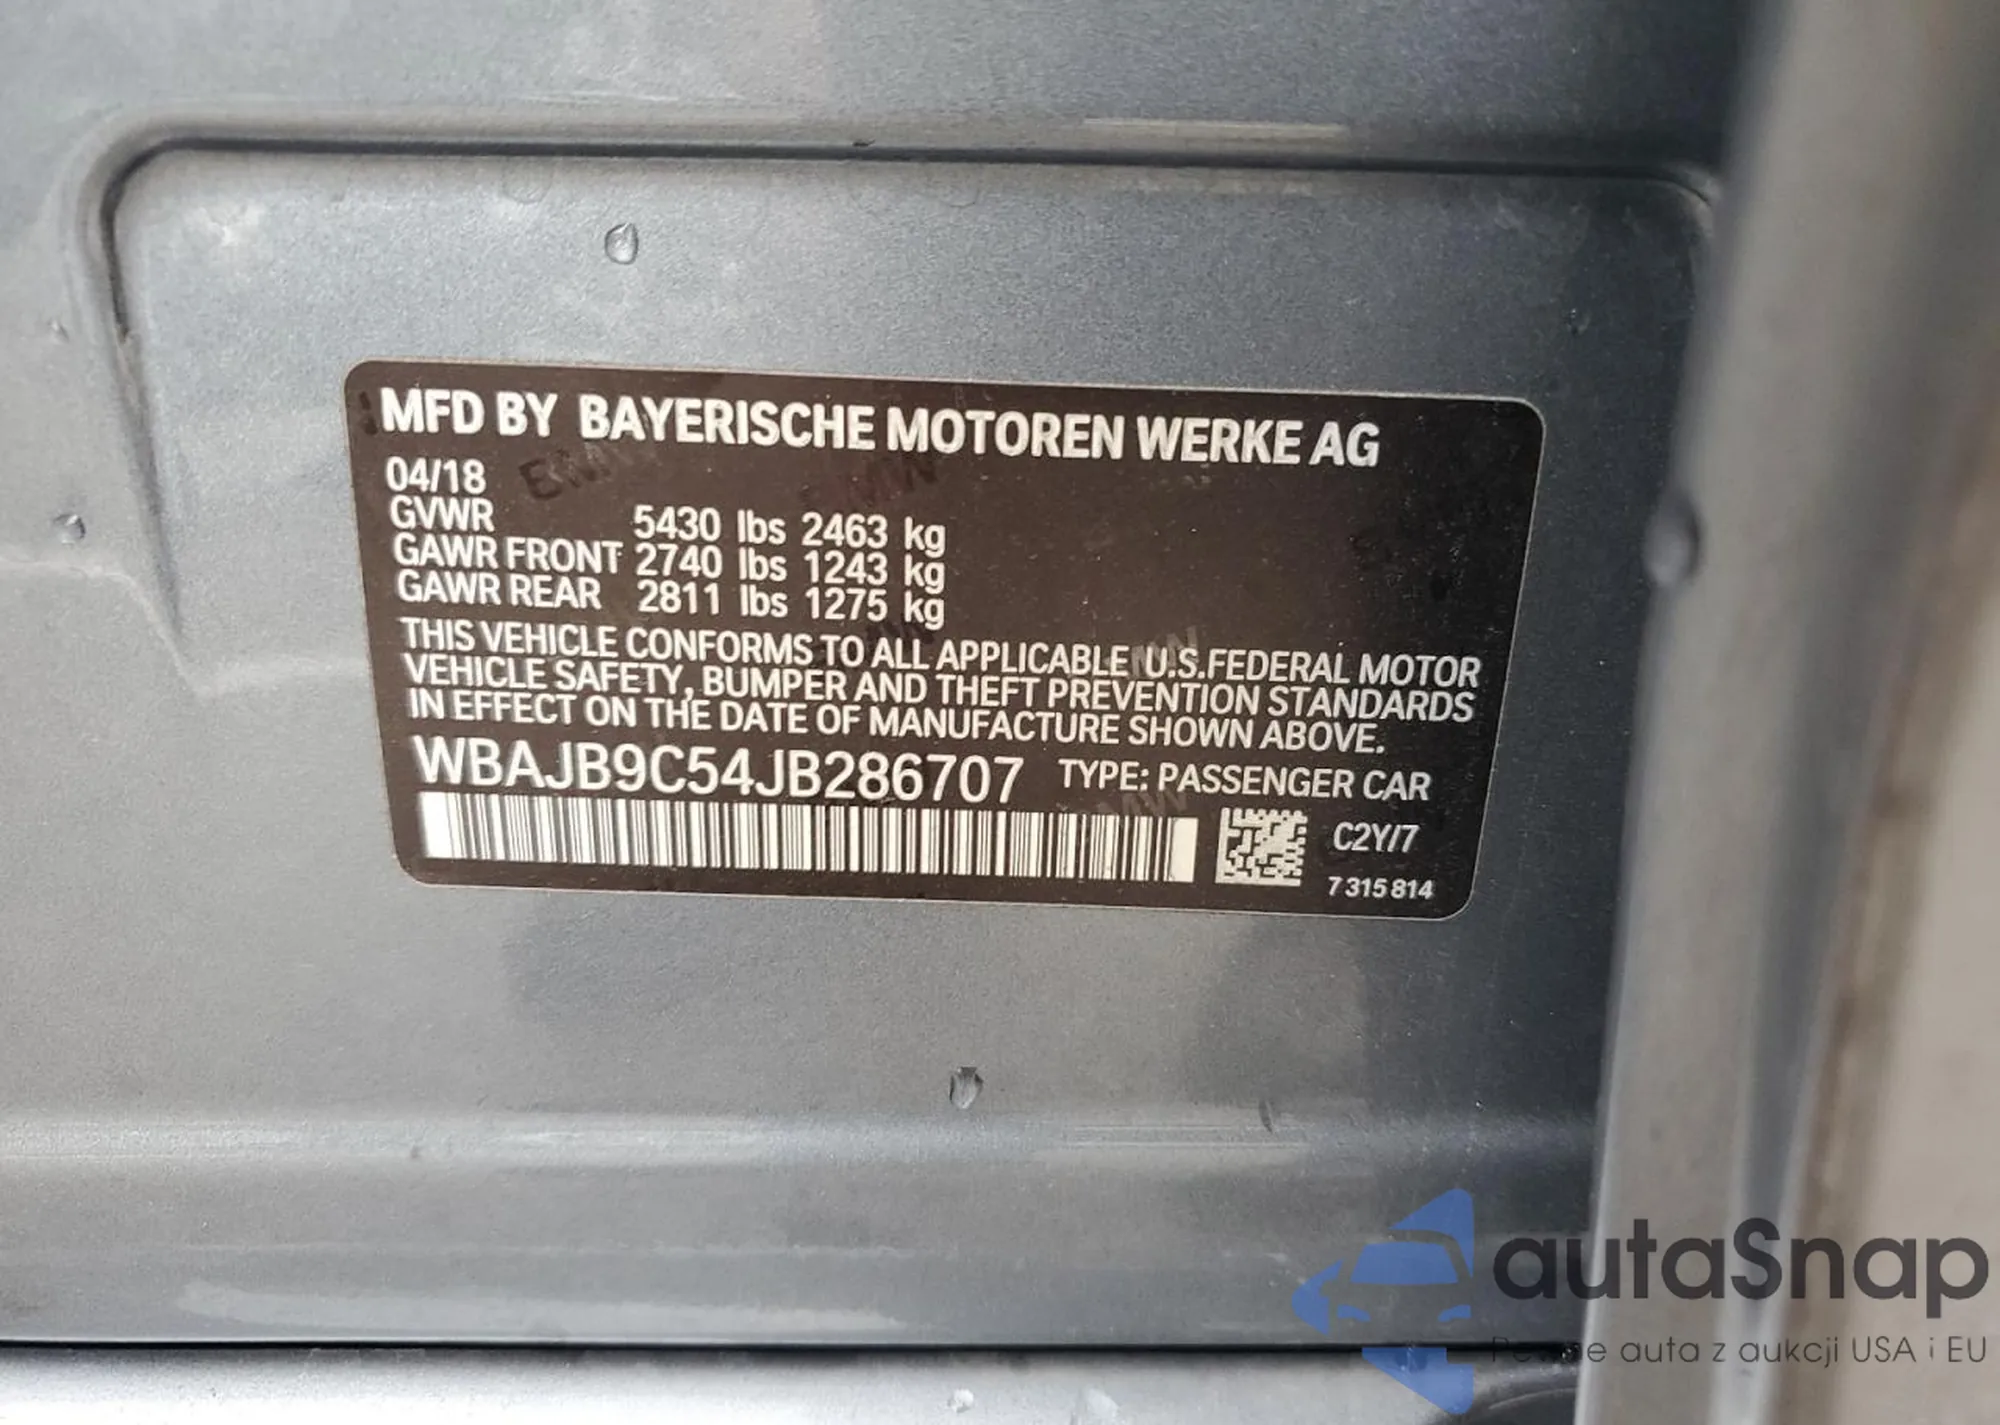 MFD BY BAYERISCHE MOTOREN WERKE AG
04/18
GVWR 5430 lbs 2463 kg
GAWR FRONT 2740 lbs 1243 kg
GAWR REAR 2811 lbs 1275 kg
THIS VEHICLE CONFORMS TO ALL APPLICABLE U.S.FEDERAL MOTOR
VEHICLE SAFETY, BUMPER AND THEFT PREVENTION STANDARDS
IN EFFECT ON THE DATE OF MANUFACTURE SHOWN ABOVE.
WBAJB9C54JB286707 TYPE: PASSENGER CAR
C2Y/7
7 315 814
autaSnap
auta z aukcji USA i EU